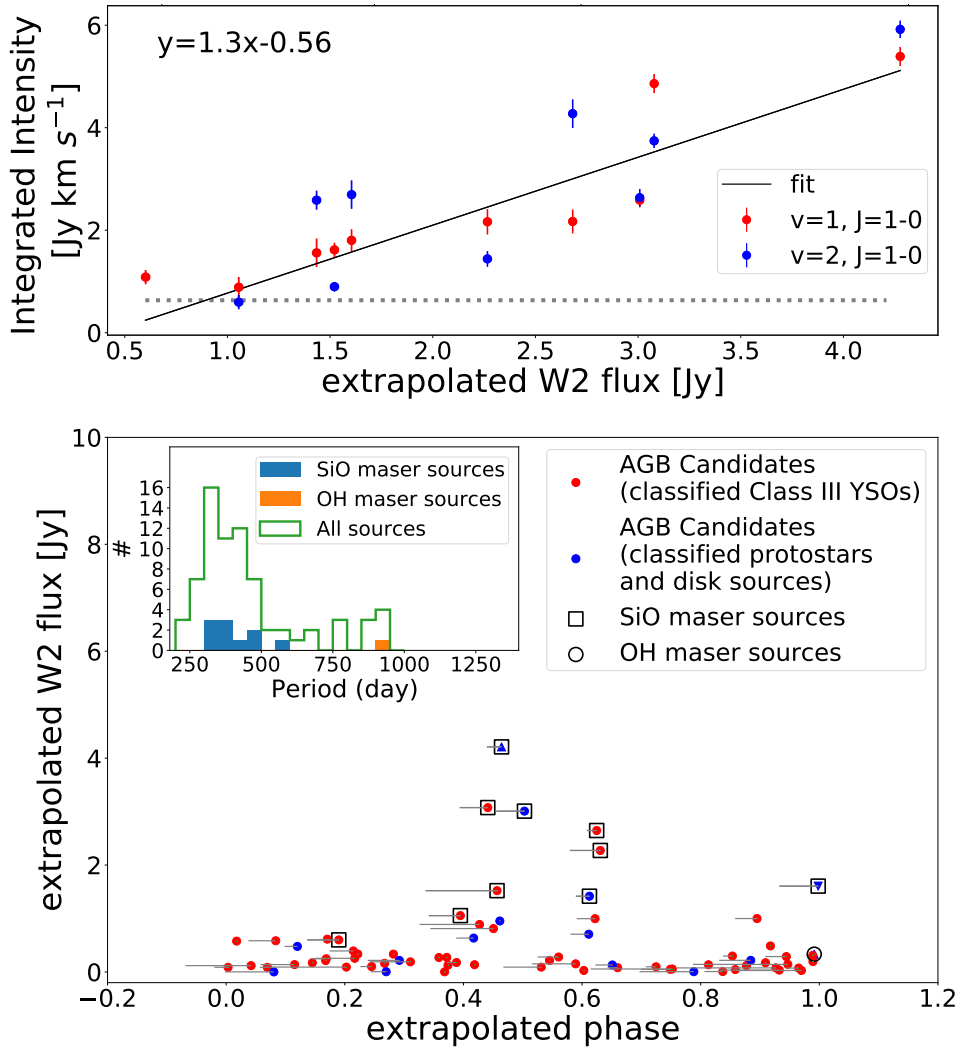 y=1.3x-0.56
Integrated Intensity
[Jy km s⁻¹]
6
4
2
0
fit
v=1, J=1-0
v=2, J=1-0
0.5 1.0 1.5 2.0 2.5 3.0 3.5 4.0
extrapolated W2 flux [Jy]
extrapolated W2 flux [Jy]
10
8
6
4
2
0
SiO maser sources
OH maser sources
All sources
#
16
14
12
10
8
6
4
2
0
250 500 750 1000 1250
Period (day)
AGB Candidates
(classified Class III YSOs)
AGB Candidates
(classified protostars
and disk sources)
SiO maser sources
OH maser sources
−0.2 0.0 0.2 0.4 0.6 0.8 1.0 1.2
extrapolated phase